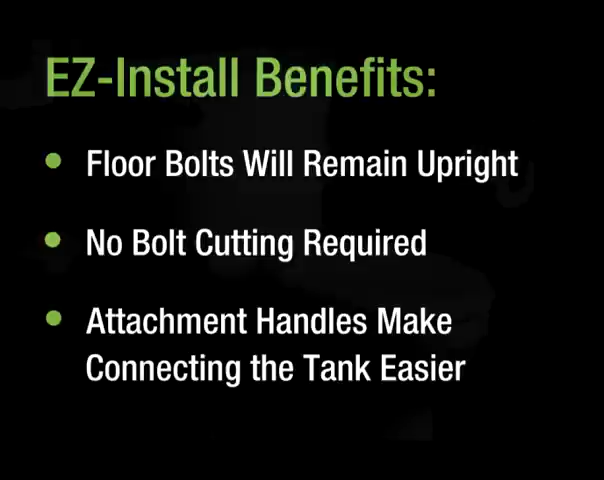 EZ-Install Benefits:
• Floor Bolts Will Remain Upright
• No Bolt Cutting Required
• Attachment Handles Make
Connecting the Tank Easier